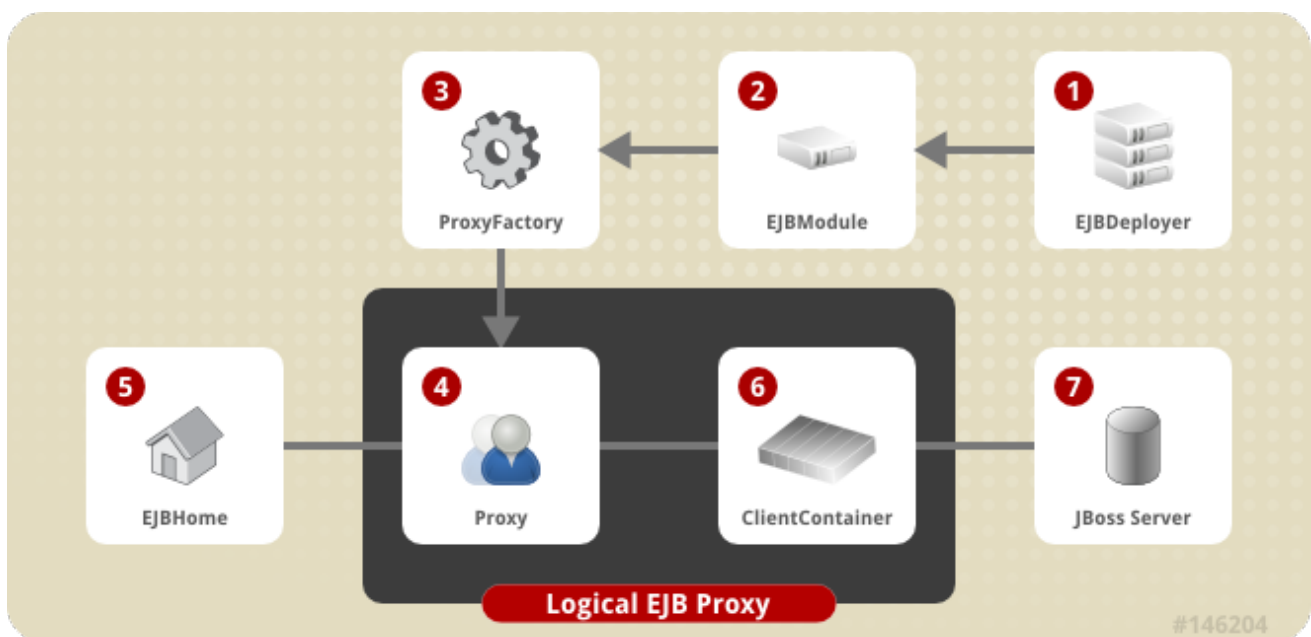 3
2
1
ProxyFactory
EJBModule
EJBDeployer
5
4
6
7
EJBHome
Proxy
ClientContainer
JBoss Server
Logical EJB Proxy
#146204